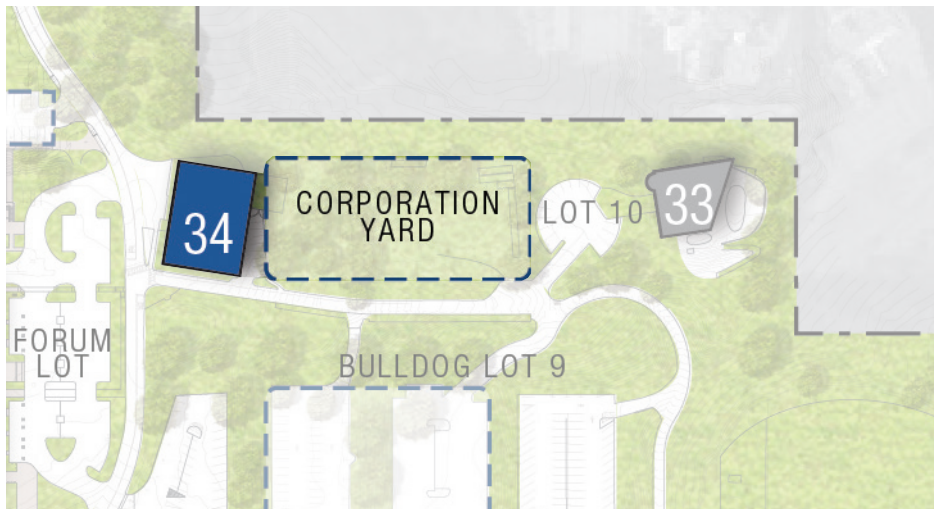 CORPORATION
YARD
34
LOT 10
33
FORUM
LOT
BULLDOG LOT 9